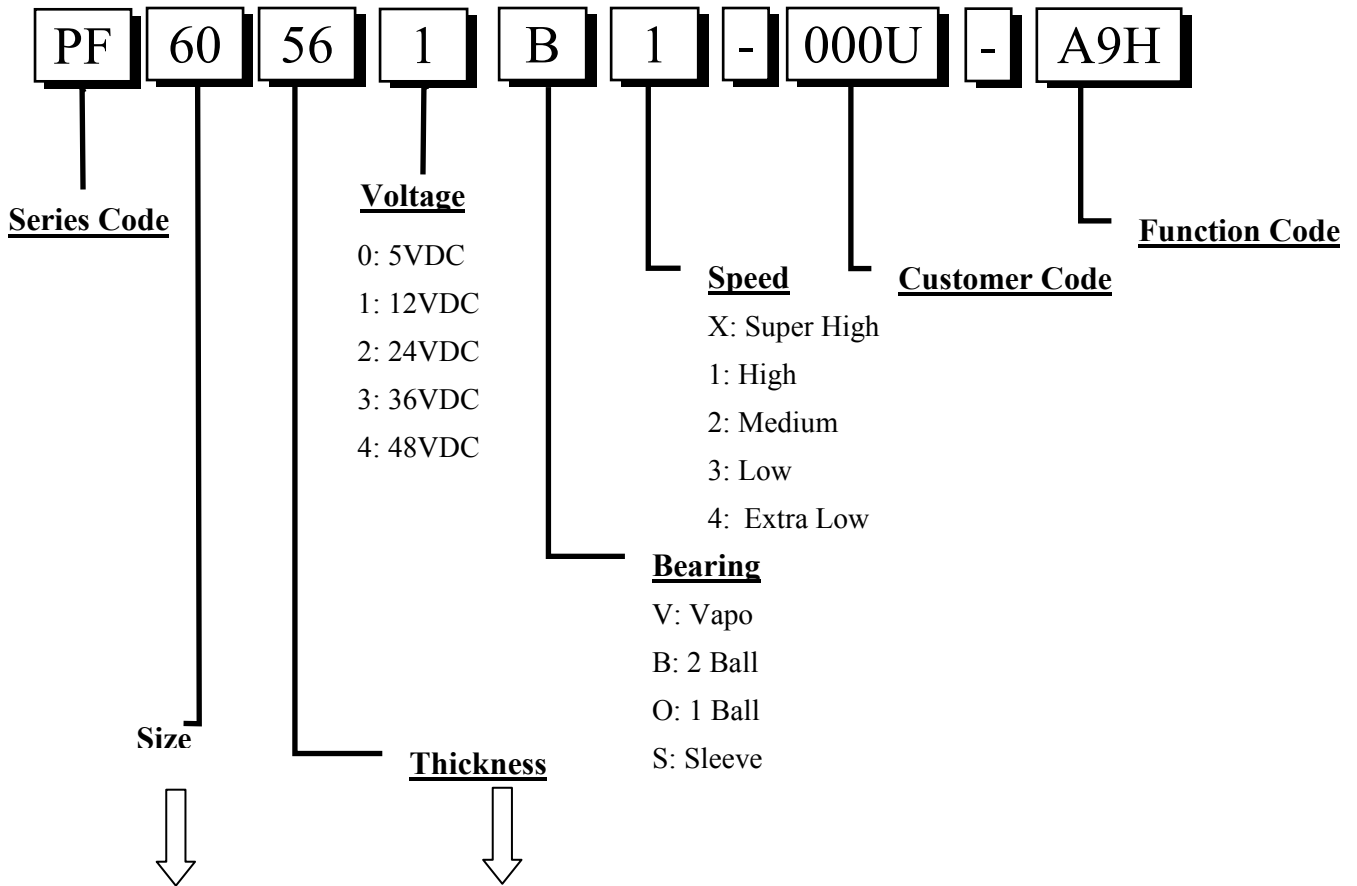 PF 60 56 1 B 1 - 000U - A9H
Series Code
Voltage
0: 5VDC
1: 12VDC
2: 24VDC
3: 36VDC
4: 48VDC
Function Code
Speed
X: Super High
1: High
2: Medium
3: Low
4: Extra Low
Customer Code
Bearing
V: Vapo
B: 2 Ball
O: 1 Ball
S: Sleeve
Size
Thickness